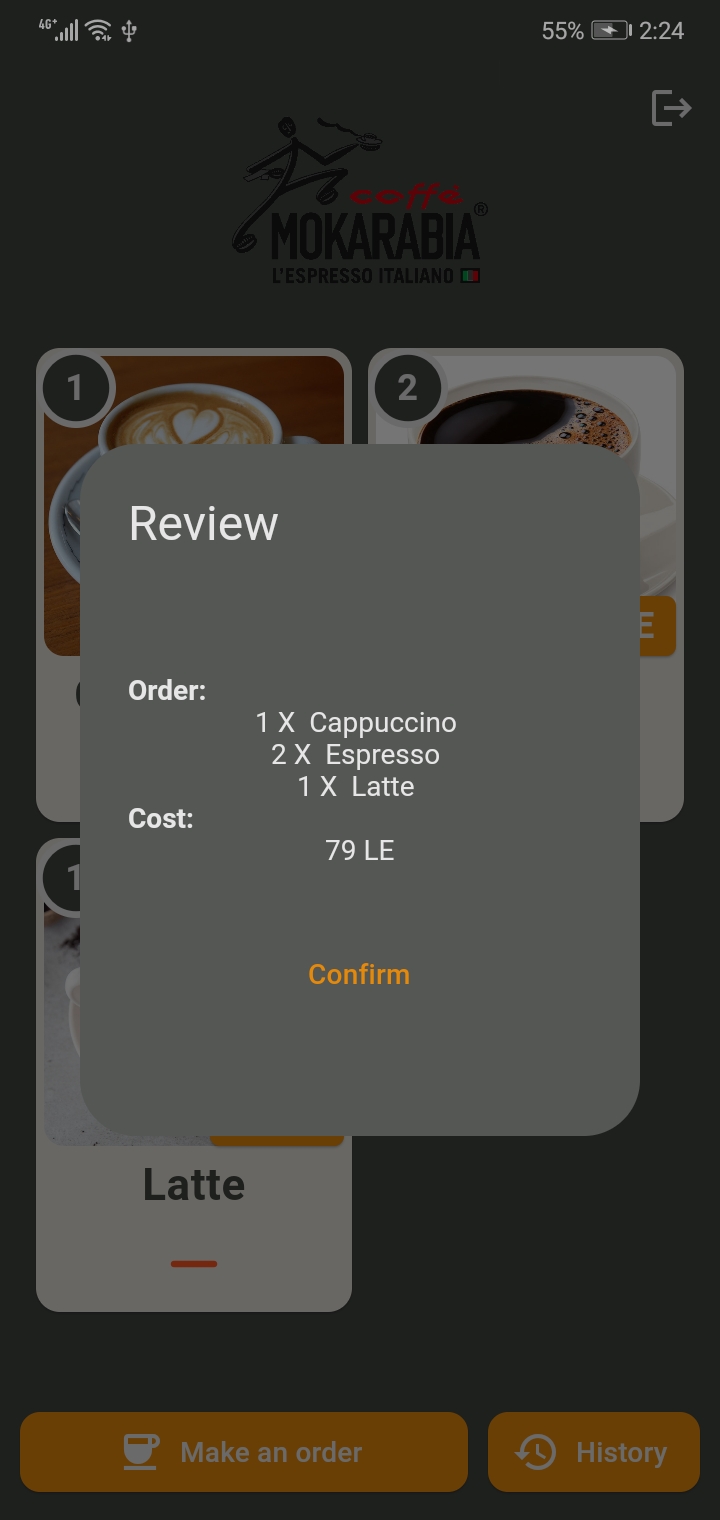 4G+ 55% 2:24
coffé
MOKARABIA®
L'ESPRESSO ITALIANO
1 2
E
Review
Order:
1 X Cappuccino
2 X Espresso
1 X Latte
Cost:
79 LE
1
Confirm
Latte
Make an order History